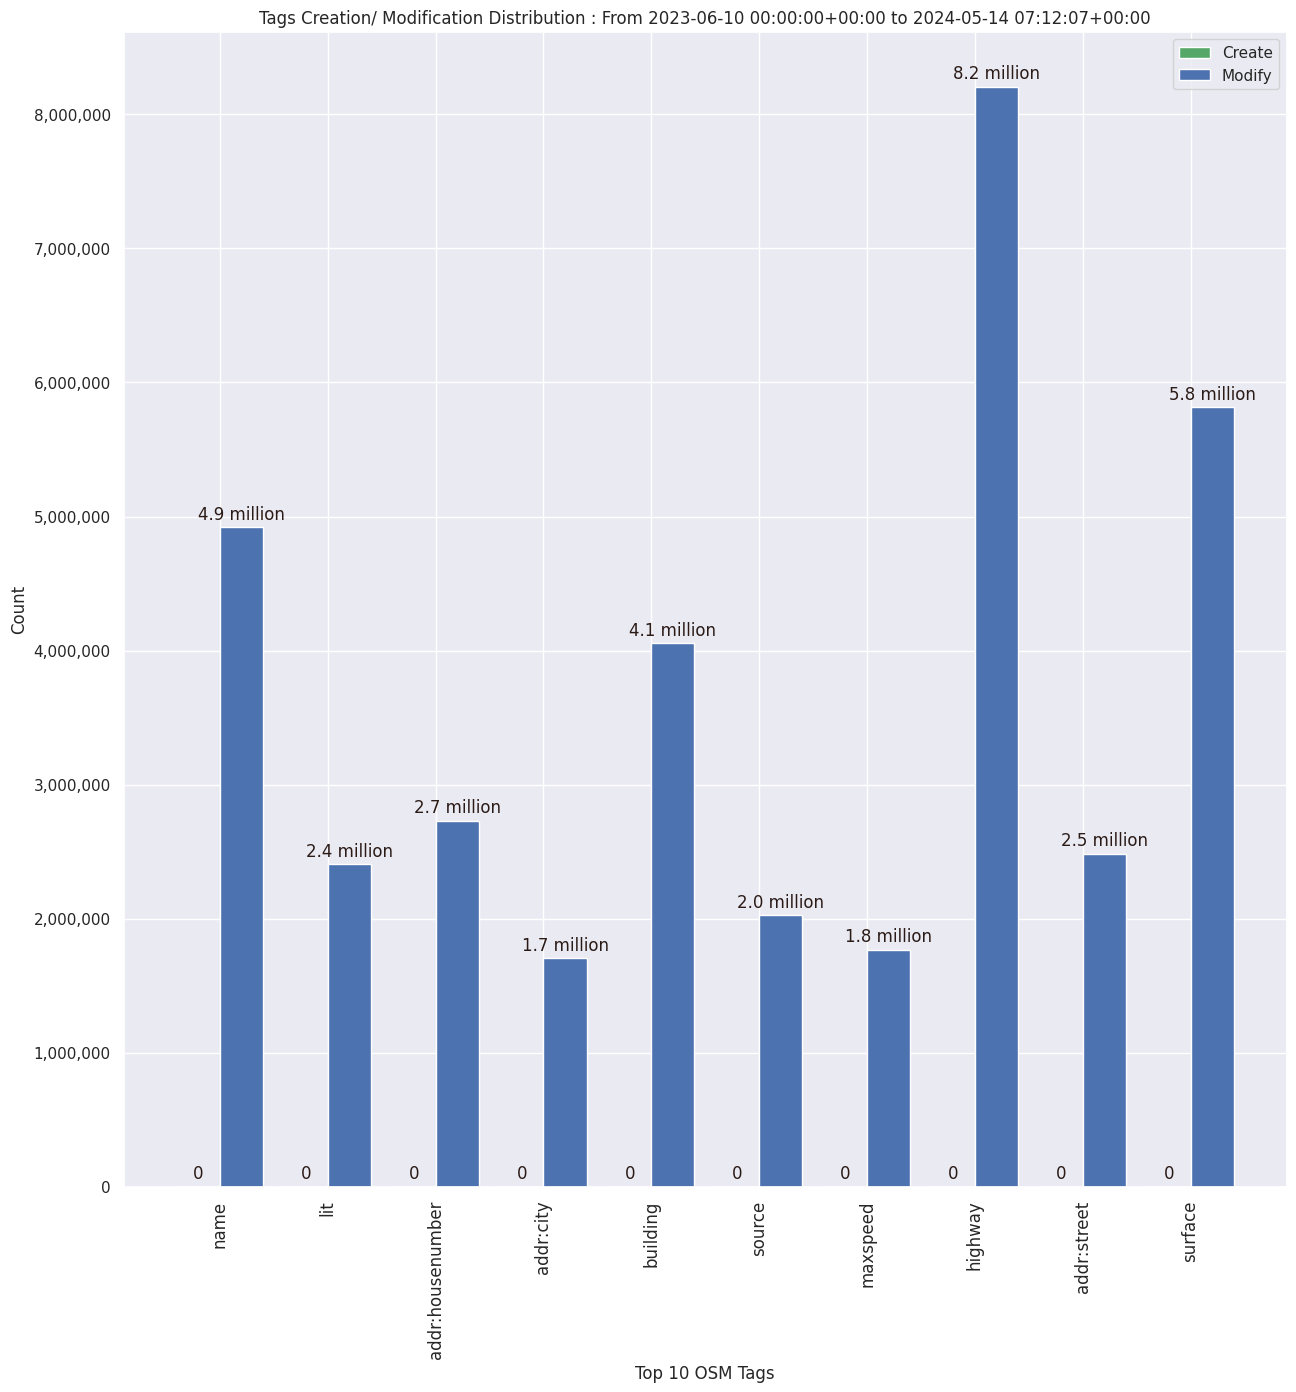 Tags Creation/ Modification Distribution : From 2023-06-10 00:00:00+00:00 to 2024-05-14 07:12:07+00:00
Create
Modify
8,000,000
7,000,000
6,000,000
5,000,000
4,000,000
3,000,000
2,000,000
1,000,000
0
Count
4.9 million
2.4 million
2.7 million
1.7 million
4.1 million
2.0 million
1.8 million
8.2 million
2.5 million
5.8 million
0
0
0
0
0
0
0
0
0
0
name
lit
addr:housenumber
addr:city
building
source
maxspeed
highway
addr:street
surface
Top 10 OSM Tags